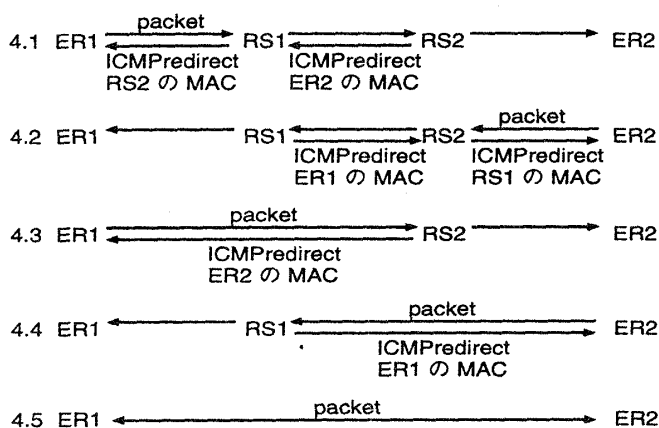 packet
4.1 ER1 RS1 RS2 ER2
ICMPredirect ICMPredirect
RS2 の MAC ER2 の MAC
packet
4.2 ER1 RS1 RS2 ER2
ICMPredirect ICMPredirect
ER1 の MAC RS1 の MAC
packet
4.3 ER1 RS2 ER2
ICMPredirect
ER2 の MAC
packet
4.4 ER1 RS1 ER2
ICMPredirect
ER1 の MAC
packet
4.5 ER1 ER2